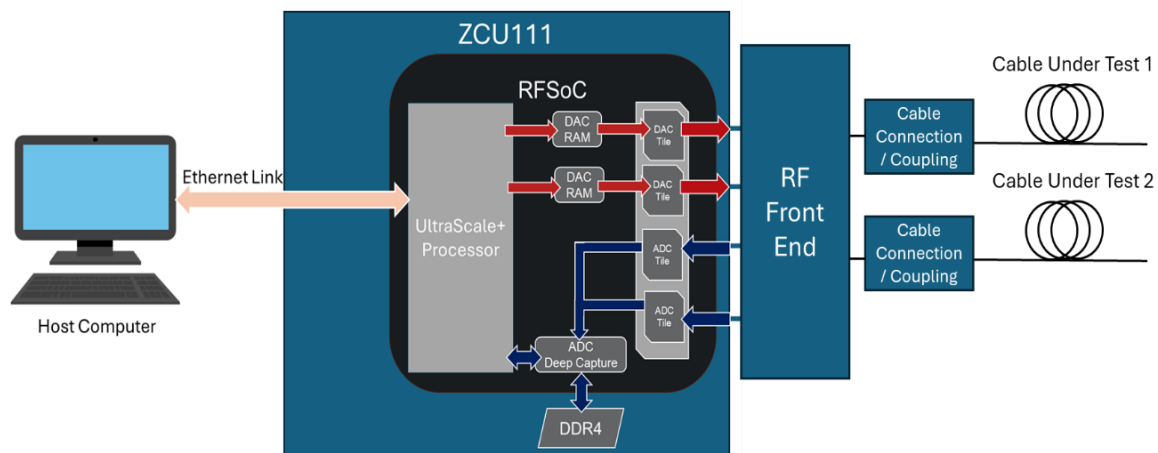 ZCU111
RFSoC
Cable Under Test 1
Ethernet Link
Host Computer
UltraScale+
Processor
DAC
RAM
DAC
Tile
DAC
RAM
DAC
Tile
ADC
Tile
ADC
Tile
ADC
Deep Capture
DDR4
RF
Front
End
Cable
Connection
/ Coupling
Cable Under Test 2
Cable
Connection
/ Coupling